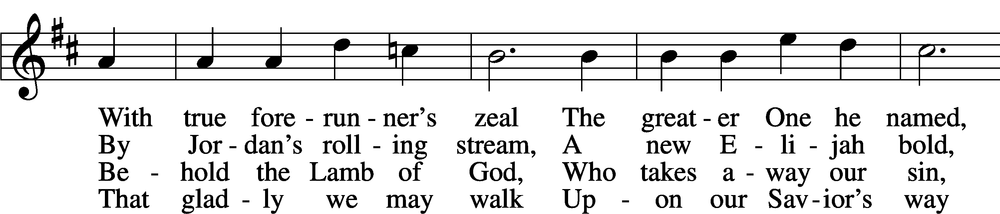 With true fore - run - ner’s zeal The great - er One he named,
By Jor - dan’s roll - ing stream, A new E - li - jah bold,
Be - hold the Lamb of God, Who takes a - way our sin,
That glad - ly we may walk Up - on our Sav - ior’s way